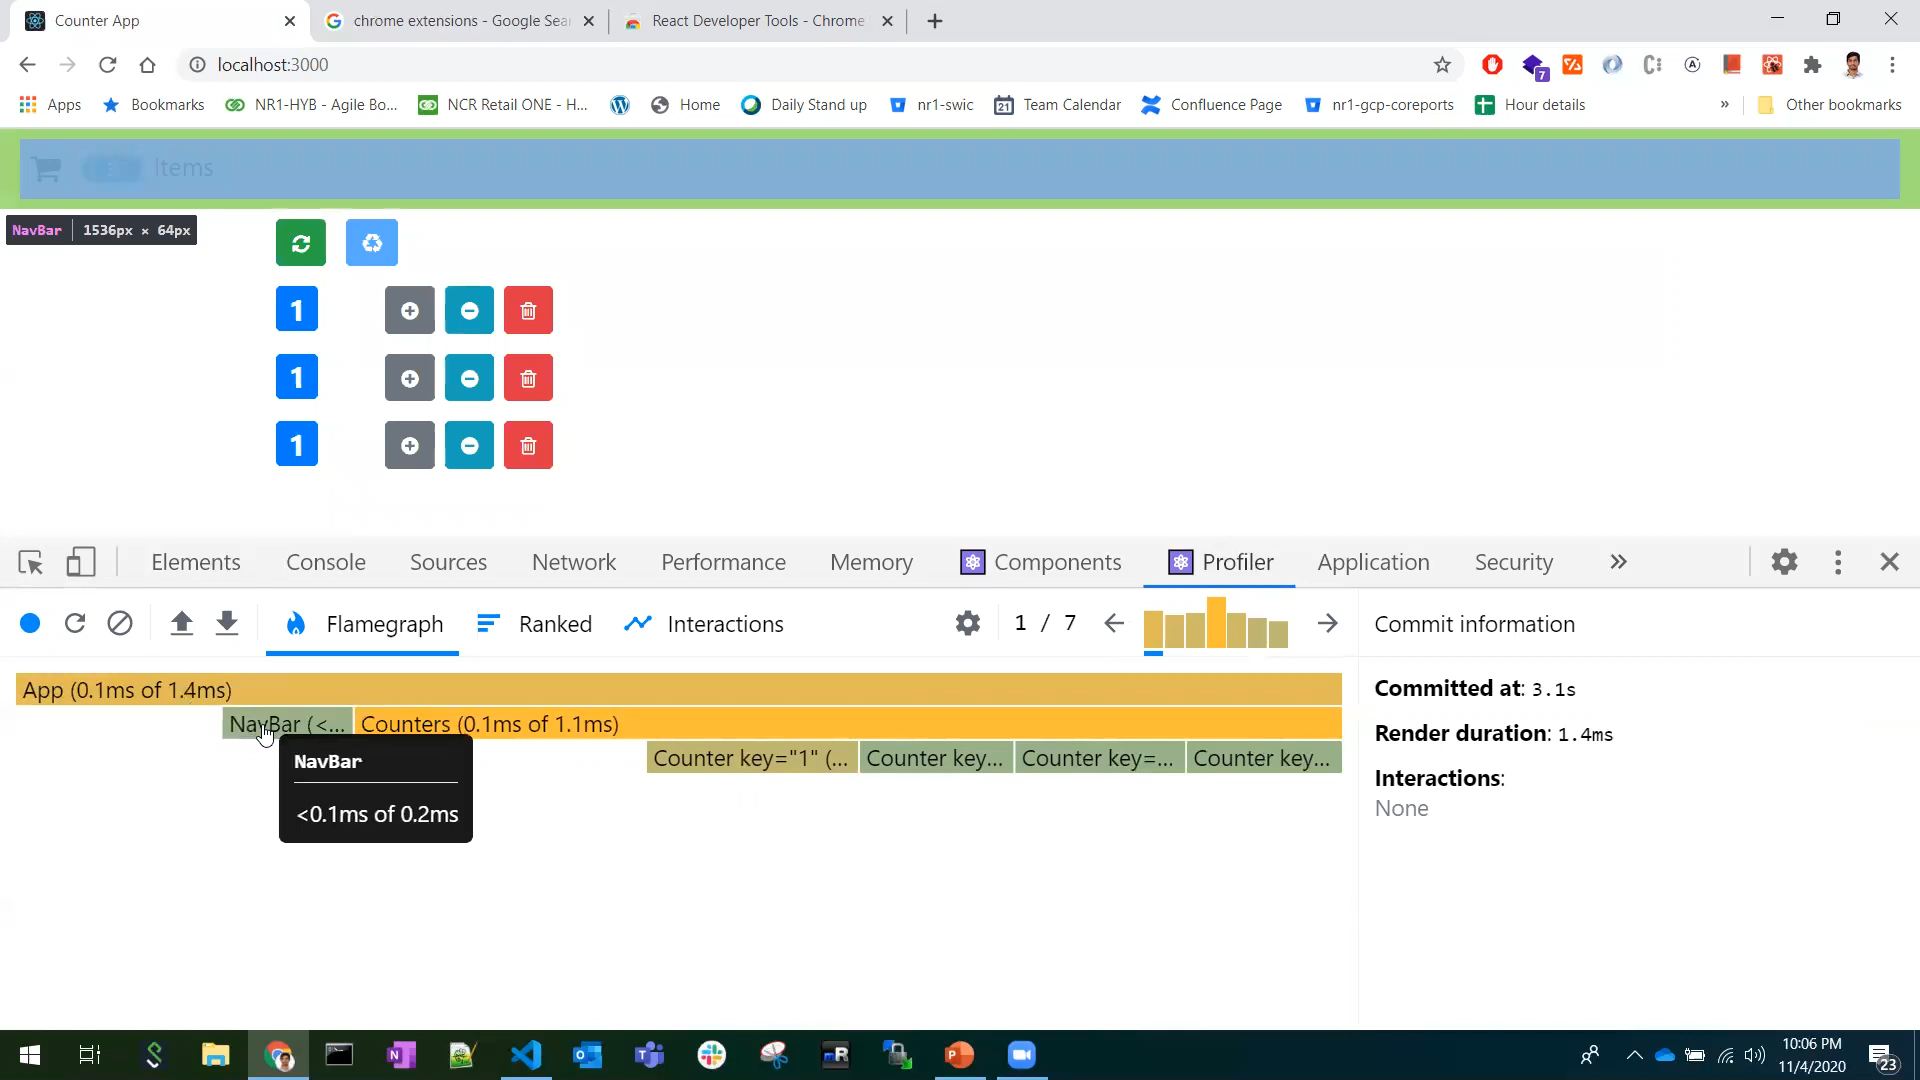 Counter App
chrome extensions - Google Sea
React Developer Tools - Chrome
localhost:3000
7
Apps
Bookmarks
NR1-HYB - Agile Bo...
NCR Retail ONE - H...
Home
Daily Stand up
nr1-swic
21
Team Calendar
Confluence Page
nr1-gcp-coreports
Hour details
»
Other bookmarks
Items
NavBar 1536px × 64px
1
1
1
Elements
Console
Sources
Network
Performance
Memory
Components
Profiler
Application
Security
Flamegraph
Ranked
Interactions
1 / 7
Commit information
App (0.1ms of 1.4ms)
NavBar (<...
Counters (0.1ms of 1.1ms)
Counter key="1" (...
Counter key...
Counter key=...
Counter key...
NavBar
<0.1ms of 0.2ms
Committed at: 3.1s
Render duration: 1.4ms
Interactions:
None
10:06 PM
11/4/2020
23